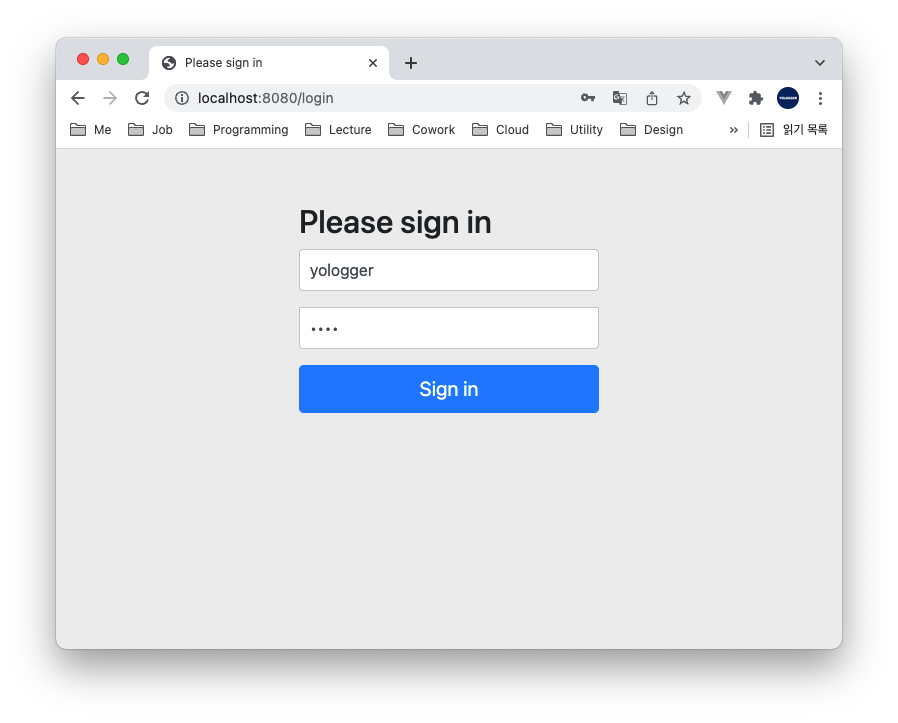 Please sign in
localhost:8080/login
Me Job Programming Lecture Cowork Cloud Utility Design » 읽기 목록
Please sign in
yologger
••••
Sign in